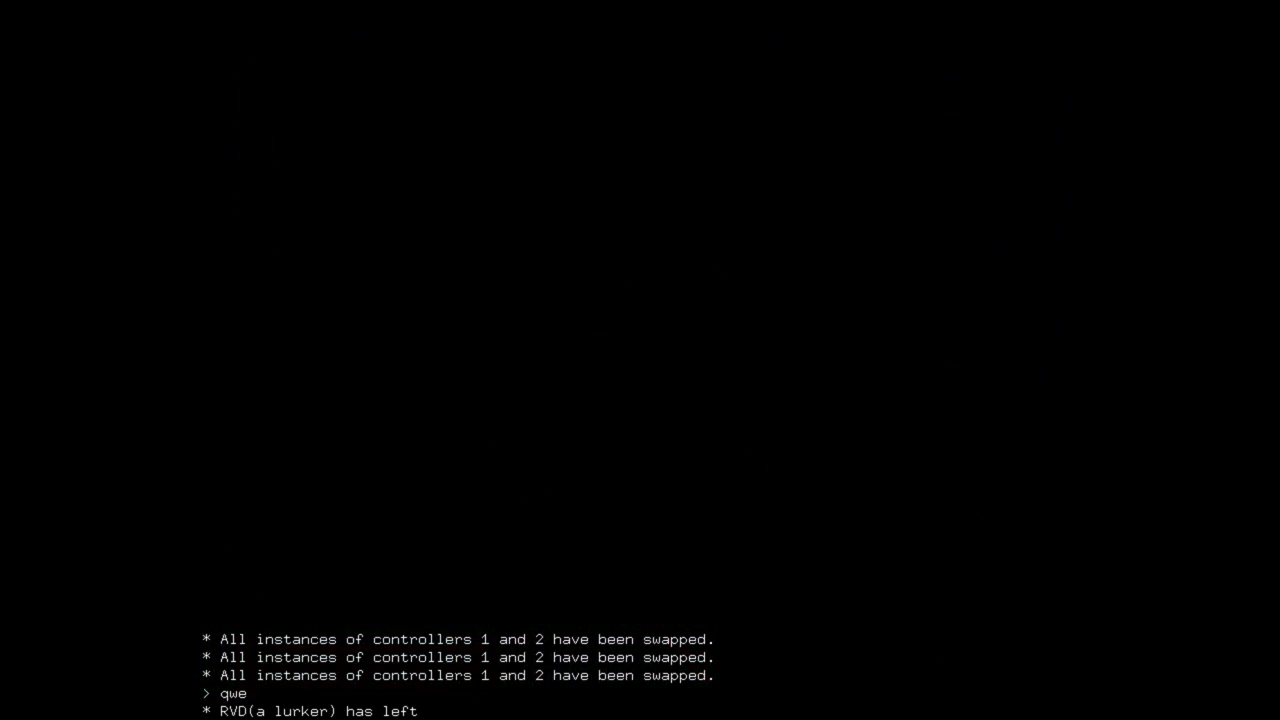 * All instances of controllers 1 and 2 have been swapped.
* All instances of controllers 1 and 2 have been swapped.
* All instances of controllers 1 and 2 have been swapped.
> qwe
* RVD(a lurker) has left